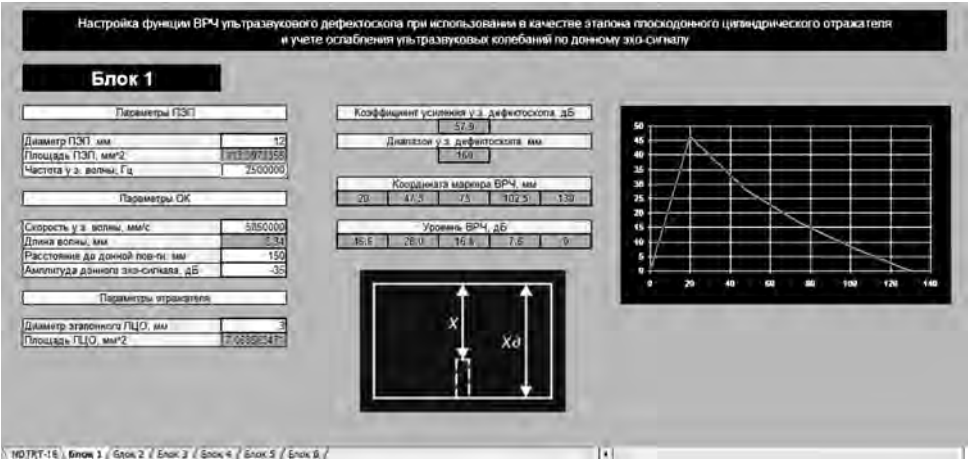 Настройка функции ВРЧ ультразвукового дефектоскопа при использовании в качестве эталона плоскодонного цилиндрического отражателя
и учете ослабления ультразвуковых колебаний по донному эхо-сигналу
Блок 1
Параметры ПЭП
Диаметр ПЭП, мм 12
Площадь ПЭП, мм^2
Частота у.з. волны, Гц 2500000
Параметры ОК
Скорость у.з. волны, мм/с 5850000
Длина волны, мм 2,34
Расстояние до донной пов-ти, мм 150
Амплитуда донного эхо-сигнала, дБ -35
Параметры отражателя
Диаметр эталонного ПЦО, мм 3
Площадь ПЦО, мм^2
Коэффициент усиления у.з. дефектоскопа, дБ
57,9
Диапазон у.з. дефектоскопа, мм
160
Координата маркера ВРЧ, мм
20 47,5 75 102,5 130
Уровень ВРЧ, дБ
28,0 16,8 7,6 0
X
Xд
50
45
40
35
30
25
20
15
10
5
0
0 20 40 60 80 100 120 140
NDTRT-16 Блок 1 Блок 2 Блок 3 Блок 4 Блок 5 Блок 6